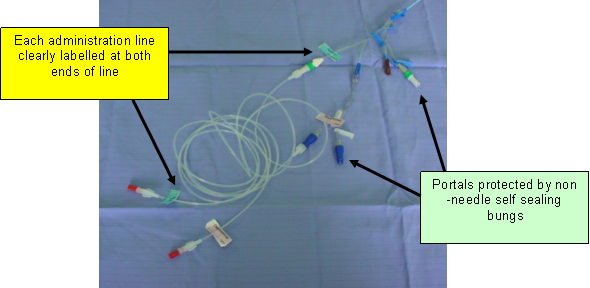 Each administration line
clearly labelled at both
ends of line
Portals protected by non
-needle self sealing
bungs